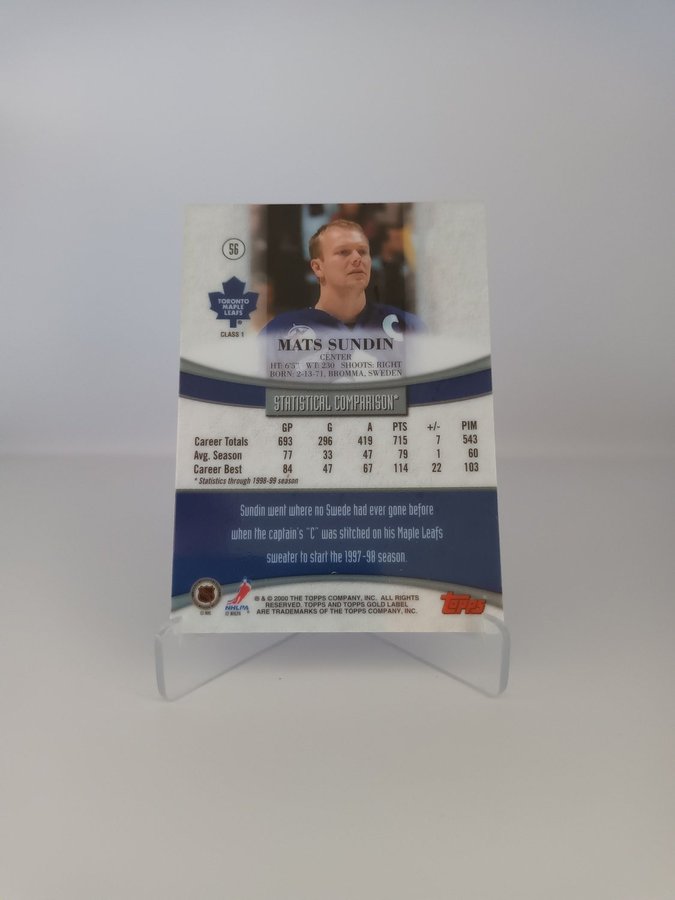 56
TORONTO
MAPLE
LEAFS
CLASS 1
C
MATS SUNDIN
CENTER
HT: 6'5" WT: 230 SHOOTS: RIGHT
BORN: 2-13-71, BROMMA, SWEDEN
STATISTICAL COMPARISON*
GP G A PTS +/- PIM
Career Totals 693 296 419 715 7 543
Avg. Season 77 33 47 79 1 60
Career Best 84 47 67 114 22 103
* Statistics through 1998-99 season
Sundin went where no Swede had ever gone before
when the captain's "C" was stitched on his Maple Leafs
sweater to start the 1997-98 season.
© NHL
NHLPA
® & © 2000 THE TOPPS COMPANY, INC. ALL RIGHTS
RESERVED. TOPPS AND TOPPS GOLD LABEL
ARE TRADEMARKS OF THE TOPPS COMPANY, INC.
Topps